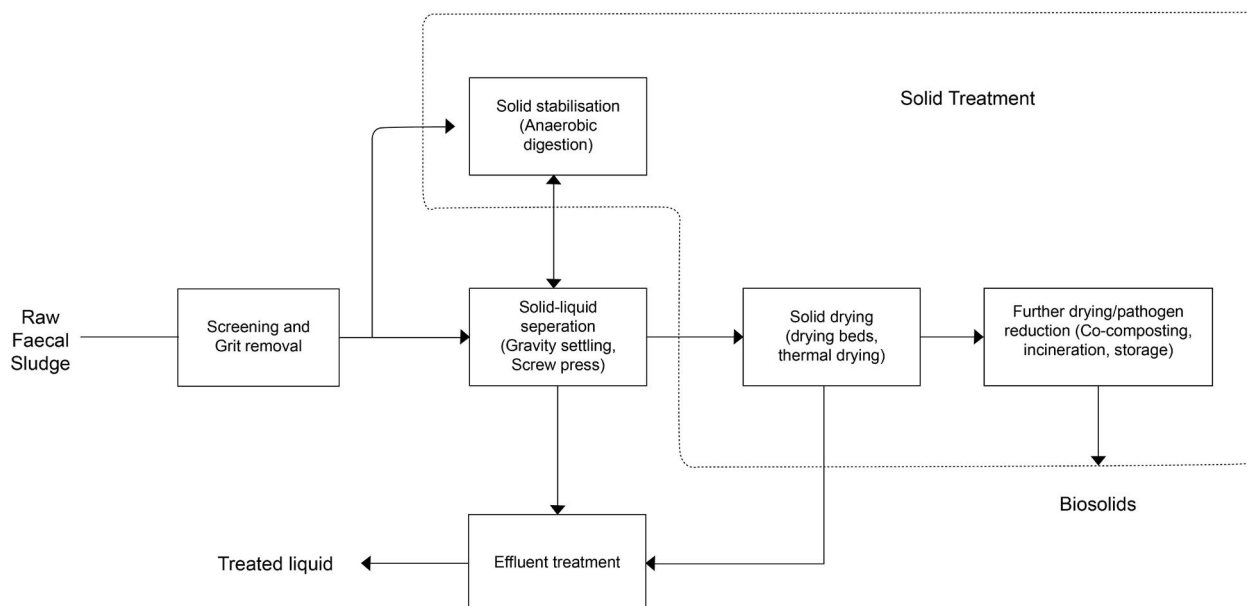 Solid stabilisation
(Anaerobic
digestion)
Solid Treatment
Raw
Faecal
Sludge
Screening and
Grit removal
Solid-liquid
seperation
(Gravity settling,
Screw press)
Solid drying
(drying beds,
thermal drying)
Further drying/pathogen
reduction (Co-composting,
incineration, storage)
Biosolids
Treated liquid
Effluent treatment